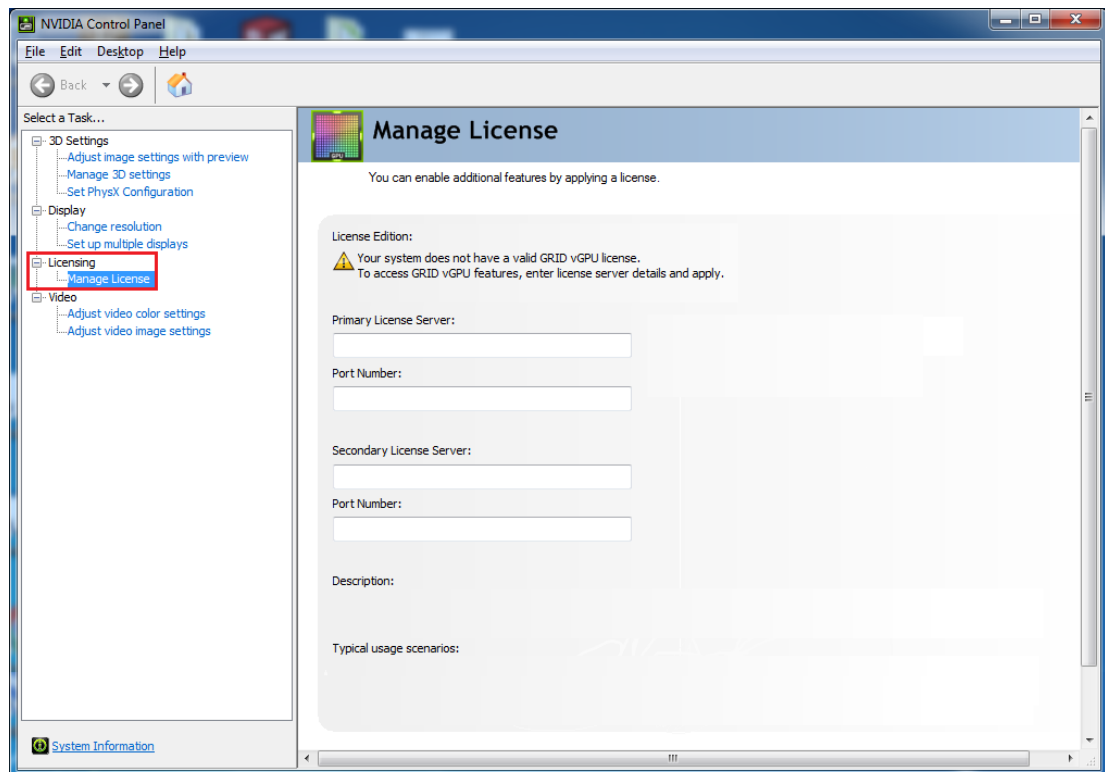 NVIDIA Control Panel
File Edit Desktop Help
Back
Select a Task...
3D Settings
Adjust image settings with preview
Manage 3D settings
Set PhysX Configuration
Display
Change resolution
Set up multiple displays
Licensing
Manage License
Video
Adjust video color settings
Adjust video image settings
System Information
GPU
Manage License
You can enable additional features by applying a license.
License Edition:
Your system does not have a valid GRID vGPU license.
To access GRID vGPU features, enter license server details and apply.
Primary License Server:
Port Number:
Secondary License Server:
Port Number:
Description:
Typical usage scenarios: